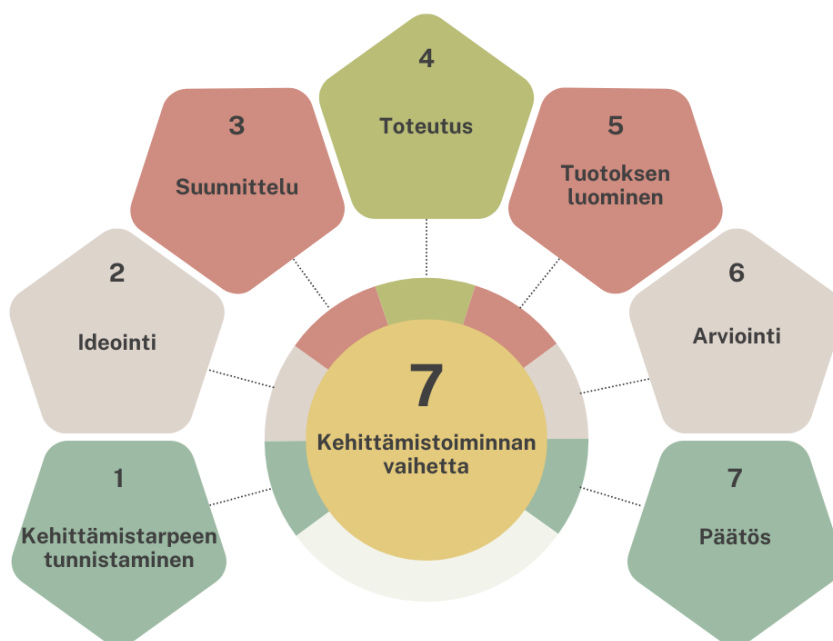 1
Kehittämistarpeen
tunnistaminen
2
Ideointi
3
Suunnittelu
4
Toteutus
5
Tuotoksen
luominen
6
Arviointi
7
Päätös
7
Kehittämistoiminnan
vaihetta